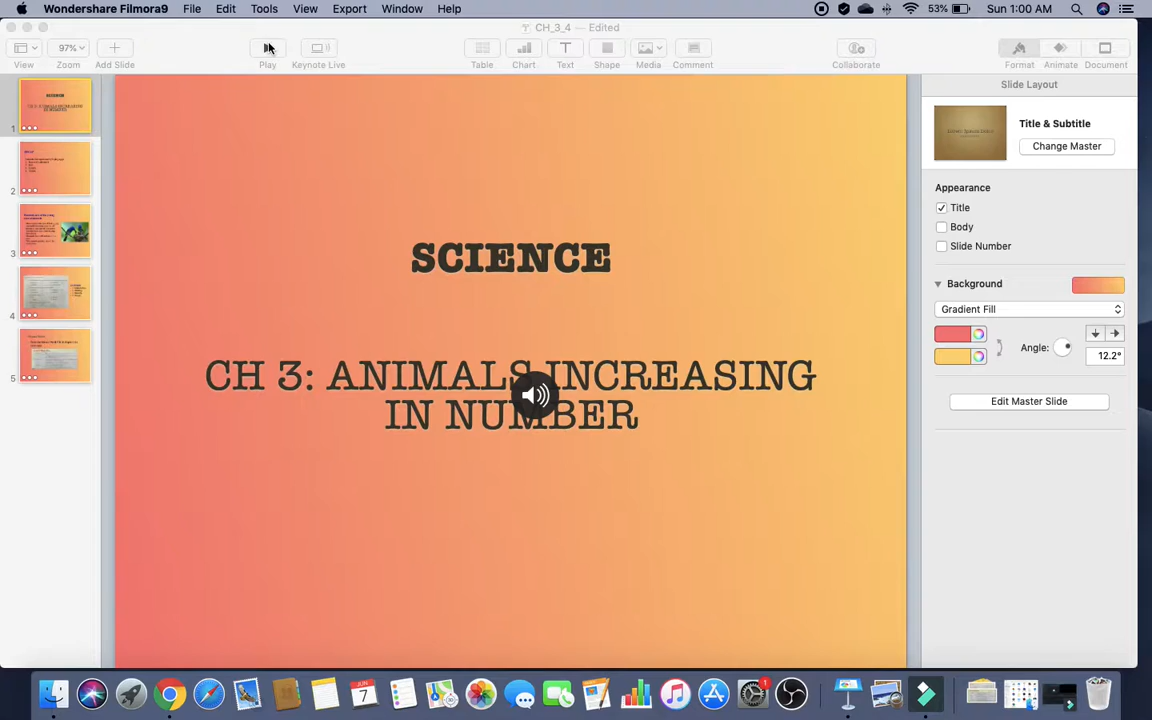 Wondershare Filmora9 File Edit Tools View Export Window Help 53% Sun 1:00 AM
CH_3_4 — Edited
97%
View Zoom Add Slide Play Keynote Live Table Chart Text Shape Media Comment Collaborate Format Animate Document
Slide Layout
Title & Subtitle
Change Master
Appearance
Title
Body
Slide Number
Background
Gradient Fill
Angle:
12.2°
Edit Master Slide
1
2
3
4
5
SCIENCE
CH 3: ANIMALS INCREASING
IN NUMBER
JUN
7
1